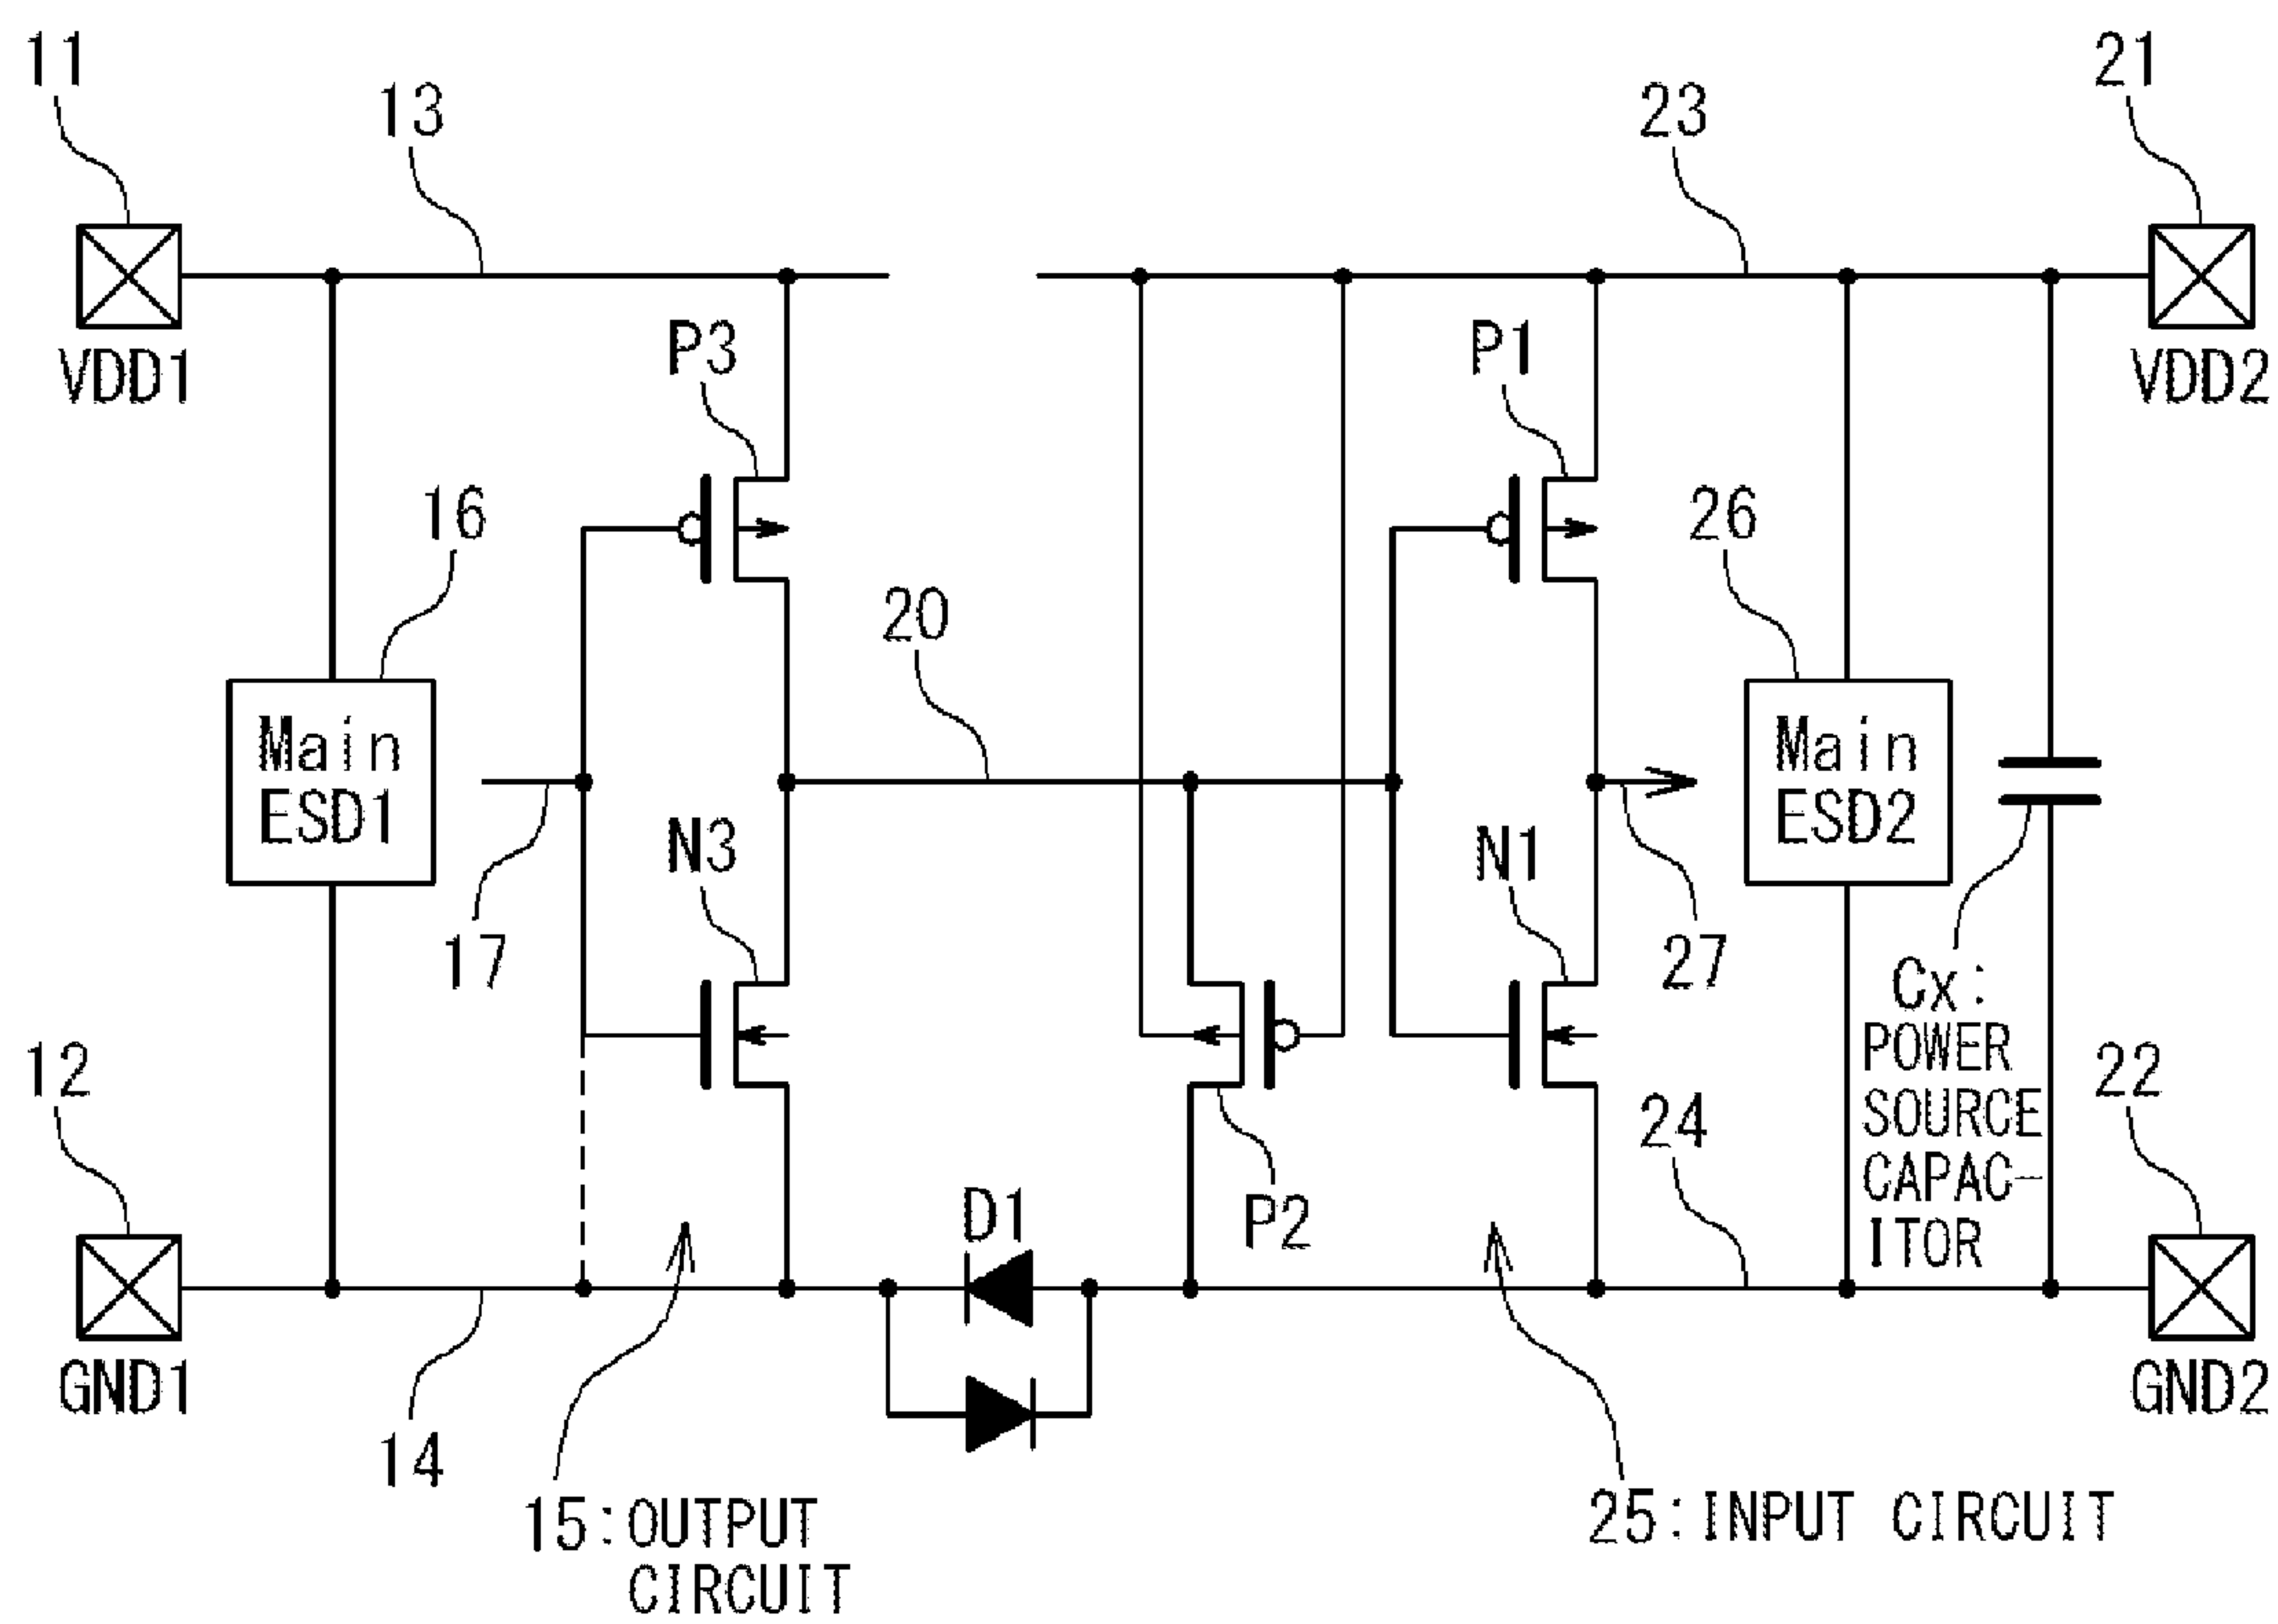 11
21
13
23
VDD1
P3
P1
VDD2
16
26
20
Main
ESD1
Main
ESD2
N3
N1
17
27
Cx:
POWER
SOURCE
CAPAC-
ITOR
12
22
24
D1
P2
GND1
GND2
14
15:OUTPUT
CIRCUIT
25:INPUT CIRCUIT